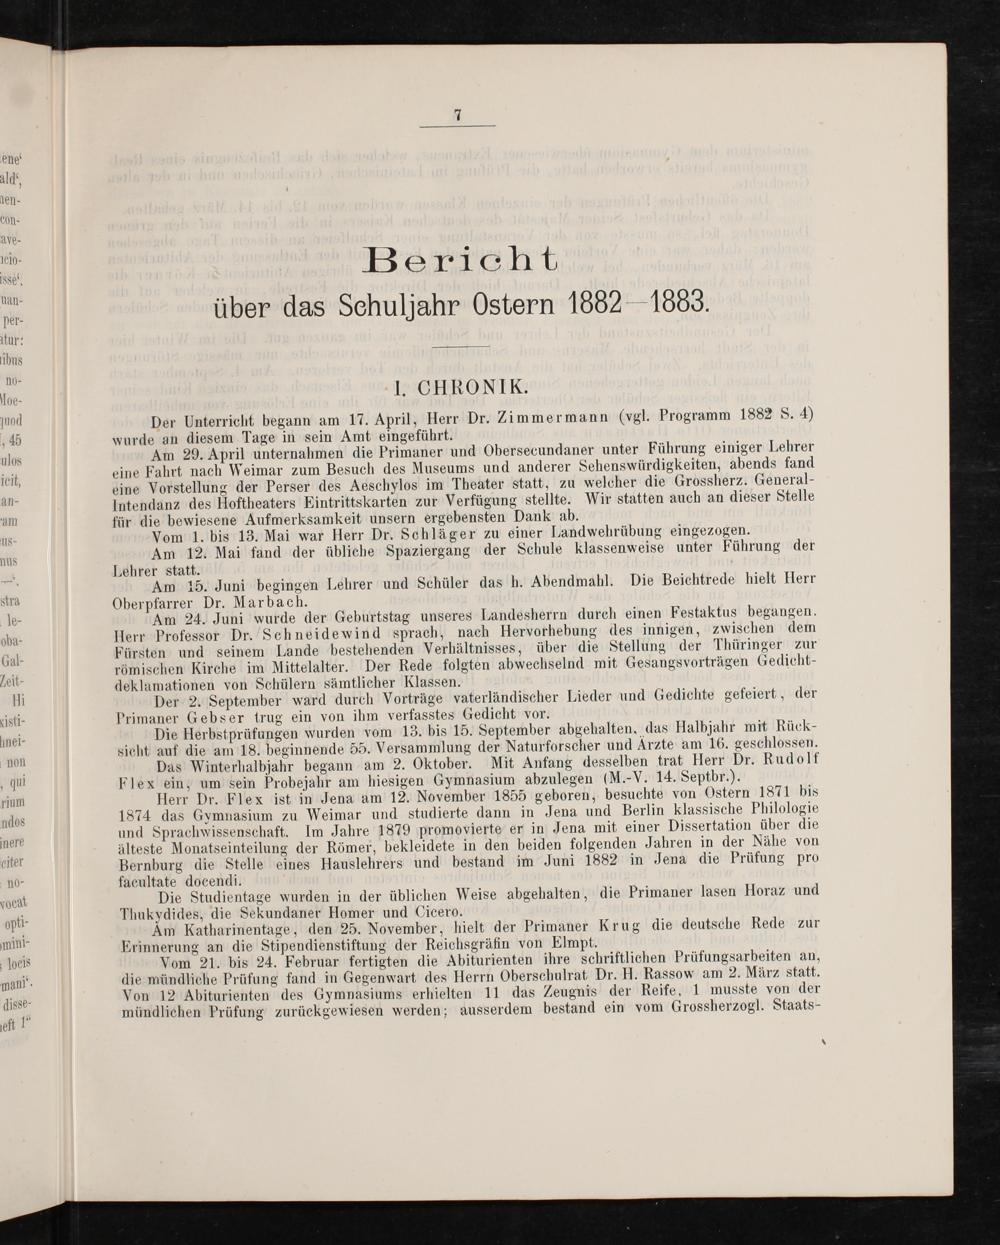 7
Bericht
über das Schuljahr Ostern 1882—1883.
I. CHRONIK.
Der Unterricht begann am 17. April, Herr Dr. Zimmermann (vgl. Programm 1882 S. 4)
wurde an diesem Tage in sein Amt eingeführt.
Am 29. April unternahmen die Primaner und Obersecundaner unter Führung einiger Lehrer
eine Fahrt nach Weimar zum Besuch des Museums und anderer Sehenswürdigkeiten, abends fand
eine Vorstellung der Perser des Aeschylos im Theater statt, zu welcher die Grossherz. General-
Intendanz des Hoftheaters Eintrittskarten zur Verfügung stellte. Wir statten auch an dieser Stelle
für die bewiesene Aufmerksamkeit unsern ergebensten Dank ab.
Vom 1. bis 13. Mai war Herr Dr. Schläger zu einer Landwehrübung eingezogen.
Am 12. Mai fand der übliche Spaziergang der Schule klassenweise unter Führung der
Lehrer statt.
Am 15. Juni begingen Lehrer und Schüler das h. Abendmahl. Die Beichtrede hielt Herr
Oberpfarrer Dr. Marbach.
Am 24. Juni wurde der Geburtstag unseres Landesherrn durch einen Festaktus begangen.
Herr Professor Dr. Schneidewind sprach, nach Hervorhebung des innigen, zwischen dem
Fürsten und seinem Lande bestehenden Verhältnisses, über die Stellung der Thüringer zur
römischen Kirche im Mittelalter. Der Rede folgten abwechselnd mit Gesangsvorträgen Gedicht-
deklamationen von Schülern sämtlicher Klassen.
Der 2. September ward durch Vorträge vaterländischer Lieder und Gedichte gefeiert, der
Primaner Gebser trug ein von ihm verfasstes Gedicht vor.
Die Herbstprüfungen wurden vom 13. bis 15. September abgehalten, das Halbjahr mit Rück-
sicht auf die am 18. beginnende 55. Versammlung der Naturforscher und Ärzte am 16. geschlossen.
Das Winterhalbjahr begann am 2. Oktober. Mit Anfang desselben trat Herr Dr. Rudolf
Flex ein, um sein Probejahr am hiesigen Gymnasium abzulegen (M.-V. 14. Septbr.).
Herr Dr. Flex ist in Jena am 12. November 1855 geboren, besuchte von Ostern 1871 bis
1874 das Gymnasium zu Weimar und studierte dann in Jena und Berlin klassische Philologie
und Sprachwissenschaft. Im Jahre 1879 promovierte er in Jena mit einer Dissertation über die
älteste Monatseinteilung der Römer, bekleidete in den beiden folgenden Jahren in der Nähe von
Bernburg die Stelle eines Hauslehrers und bestand im Juni 1882 in Jena die Prüfung pro
facultate docendi.
Die Studientage wurden in der üblichen Weise abgehalten, die Primaner lasen Horaz und
Thukydides, die Sekundaner Homer und Cicero.
Am Katharinentage, den 25. November, hielt der Primaner Krug die deutsche Rede zur
Erinnerung an die Stipendienstiftung der Reichsgräfin von Elmpt.
Vom 21. bis 24. Februar fertigten die Abiturienten ihre schriftlichen Prüfungsarbeiten an,
die mündliche Prüfung fand in Gegenwart des Herrn Oberschulrat Dr. H. Rassow am 2. März statt.
Von 12 Abiturienten des Gymnasiums erhielten 11 das Zeugnis der Reife, 1 musste von der
mündlichen Prüfung zurückgewiesen werden; ausserdem bestand ein vom Grossherzogl. Staats-